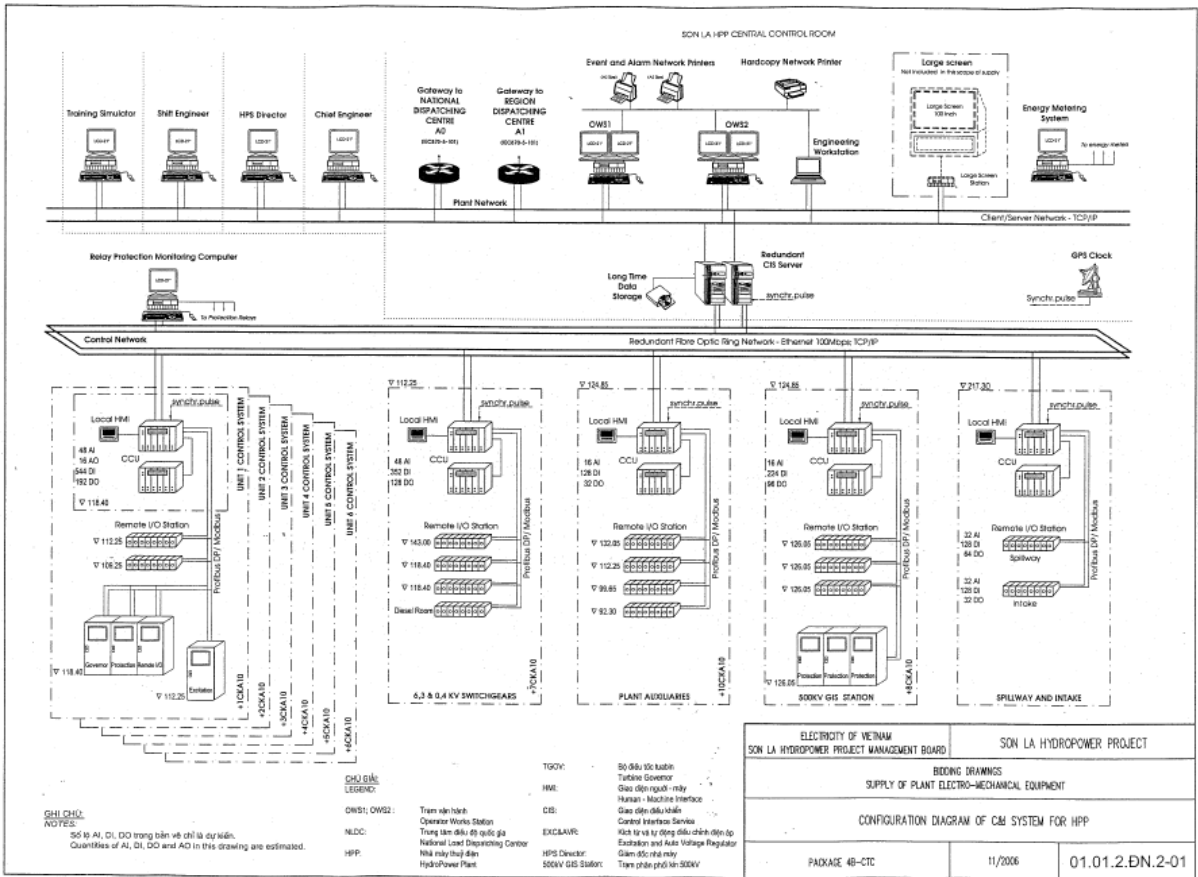 SON LA HPP CENTRAL CONTROL ROOM
Event and Alarm Network Printers
Hardcopy Network Printer
Large screen
Not included in the scope of supply
Large Screen
100 inch
Large Screen
Station
Training Simulator
Shift Engineer
HPS Director
Chief Engineer
Gateway to
NATIONAL
DISPATCHING
CENTRE
A0
Gateway to
REGION
DISPATCHING
CENTRE
A1
OWS1
OWS2
Engineering
Workstation
Energy Metering
System
To energy meters
Plant Network
Client/Server Network - TCP/IP
Relay Protection Monitoring Computer
To Protection Relays
Long Time
Data
Storage
Redundant
CIS Server
synchr.pulse
GPS Clock
Synchr.pulse
Control Network
Redundant Fibre Optic Ring Network - Ethernet 100Mbps; TCP/IP
synchr.pulse
Local HMI
CCU
48 AI
16 AO
544 DI
192 DO
▽ 118.40
Remote I/O Station
▽ 112.25
▽ 106.25
Profibus DP/ Modbus
Governor
Protection
Remote I/O
▽ 118.40
Excitation
▽ 112.25
UNIT 1 CONTROL SYSTEM
UNIT 2 CONTROL SYSTEM
UNIT 3 CONTROL SYSTEM
UNIT 4 CONTROL SYSTEM
UNIT 5 CONTROL SYSTEM
UNIT 6 CONTROL SYSTEM
+1CKA10
+2CKA10
+3CKA10
+4CKA10
+5CKA10
+6CKA10
▽ 112.25
synchr.pulse
Local HMI
CCU
48 AI
352 DI
128 DO
Remote I/O Station
▽ 143.00
▽ 118.40
▽ 118.40
Diesel Room
Profibus DP/ Modbus
+7CKA10
6,3 & 0,4 KV SWITCHGEARS
▽ 124.85
synchr.pulse
Local HMI
CCU
16 AI
128 DI
32 DO
Remote I/O Station
▽ 132.05
▽ 112.25
▽ 99.65
▽ 92.30
Profibus DP/ Modbus
+10CKA10
PLANT AUXILIARIES
▽ 124.85
synchr.pulse
Local HMI
CCU
16 AI
224 DI
96 DO
Remote I/O Station
▽ 126.05
▽ 126.05
▽ 126.05
Profibus DP/ Modbus
Protection
Protection
Protection
▽ 126.05
+8CKA10
500KV GIS STATION
▽ 217.30
synchr.pulse
Local HMI
CCU
Remote I/O Station
32 AI
128 DI
64 DO
Spillway
32 AI
128 DI
32 DO
Intake
Profibus DP/ Modbus
SPILLWAY AND INTAKE
GHI CHÚ:
NOTES:
Số lọ AI, DI, DO trong bản vẽ chỉ là dự kiến.
Quantities of AI, DI, DO and AO in this drawing are estimated.
CHÚ GIẢI:
LEGEND:
OWS1; OWS2 : Trạm vận hành
Operator Works Station
NLDC: Trung tâm điều độ quốc gia
National Load Dispatching Center
HPP: Nhà máy thuỷ điện
HydroPower Plant
TGOV: Bộ điều tốc tuabin
Turbine Governor
HMI: Giao diện người - máy
Human - Machine Interface
CIS: Giao diện điều khiển
Control Interface Service
EXC&AVR: Kích từ và tự động điều chỉnh điện áp
Excitation and Auto Voltage Regulator
HPS Director: Giám đốc nhà máy
500kV GIS Station: Trạm phân phối kín 500kV
ELECTRICITY OF VIETNAM
SON LA HYDROPOWER PROJECT MANAGEMENT BOARD
SON LA HYDROPOWER PROJECT
BIDDING DRAWINGS
SUPPLY OF PLANT ELECTRO-MECHANICAL EQUIPMENT
CONFIGURATION DIAGRAM OF C&M SYSTEM FOR HPP
PACKAGE 4B-CTC
11/2006
01.01.2.ĐN.2-01